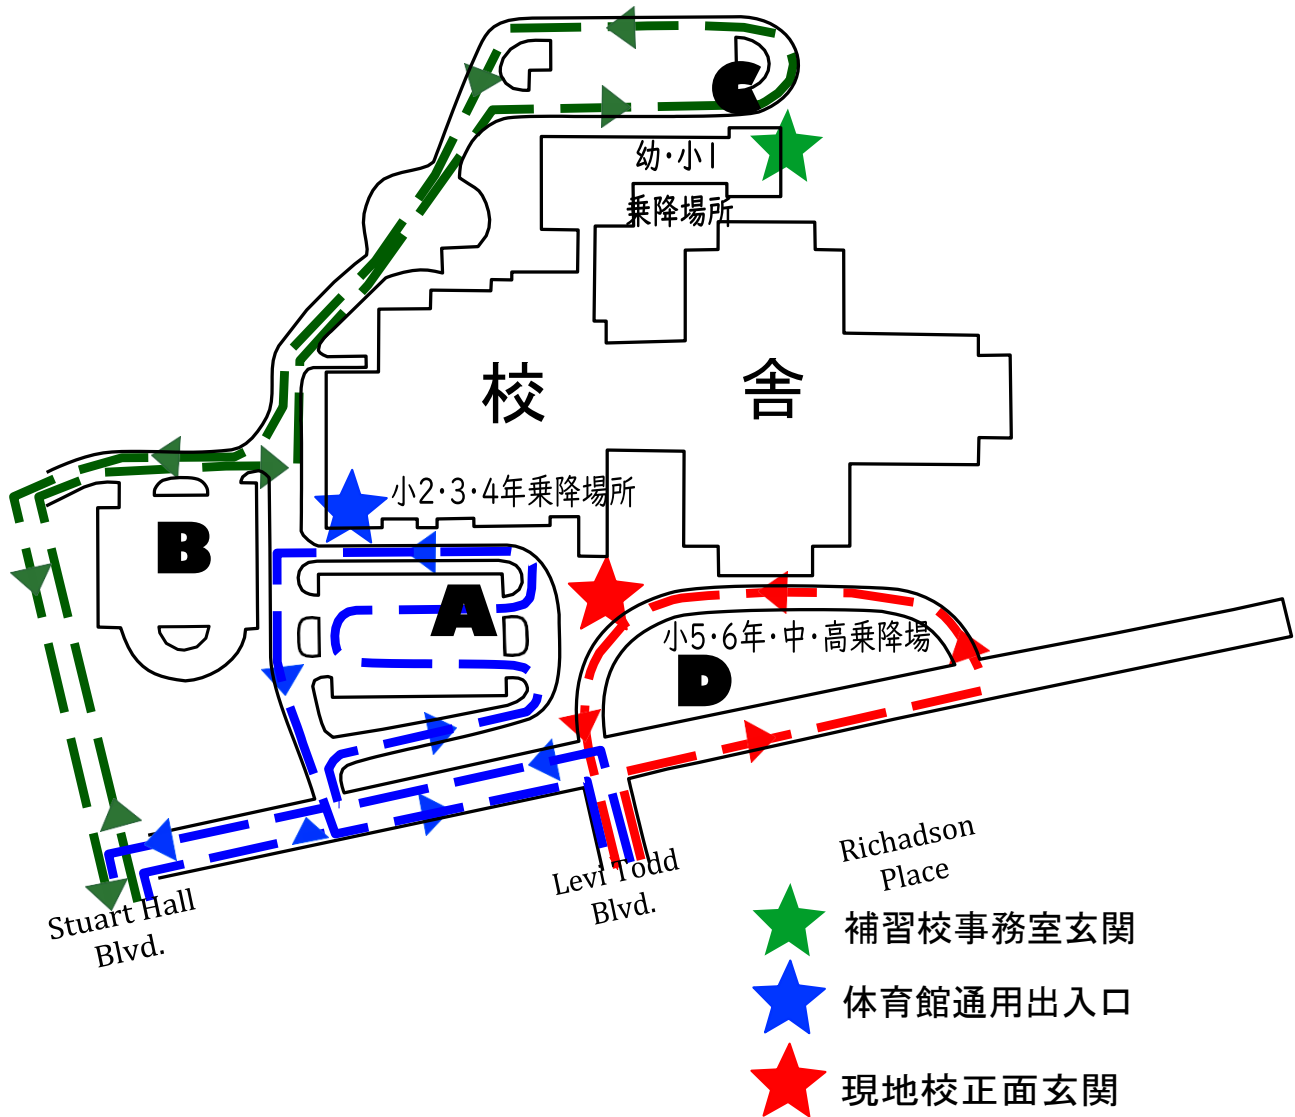 C
幼・小1
乗降場所
校 舎
小2・3・4年乗降場所
B
A
小5・6年・中・高乗降場
D
Richadson
Place
Levi Todd
Blvd.
Stuart Hall
Blvd.
補習校事務室玄関
体育館通用出入口
現地校正面玄関